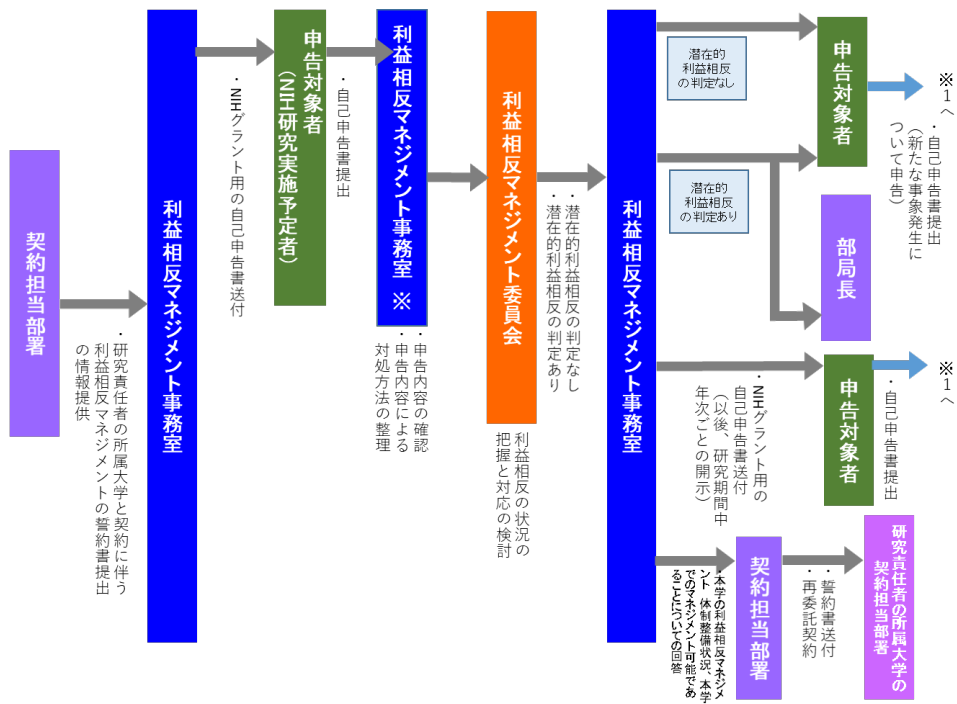 契約担当部署
・研究責任者の所属大学と契約に伴う
利益相反マネジメントの誓約書提出
の情報提供
利益相反マネジメント事務室
・NIHグラント用の自己申告書送付
申告対象者
（NIH研究実施予定者）
・自己申告書提出
利益相反マネジメント事務室 ※
・申告内容の確認
・申告内容による
対処方法の整理
利益相反マネジメント委員会
利益相反の状況の
把握と対応の検討
・潜在的利益相反の判定なし
・潜在的利益相反の判定あり
利益相反マネジメント事務室
潜在的
利益相反
の判定なし
潜在的
利益相反
の判定あり
申告対象者
※1へ
・自己申告書提出
（新たな事象発生に
ついて申告）
部局長
・NIHグラント用の
自己申告書送付
（以後、研究期間中
年次ごとの開示）
申告対象者
※1へ
・自己申告書提出
・本学の利益相反マネジメ
ント 体制整備状況、本学
でのマネジメント可能であ
ることについての回答
契約担当部署
・誓約書送付
・再委託契約
研究責任者の所属大学の
契約担当部署